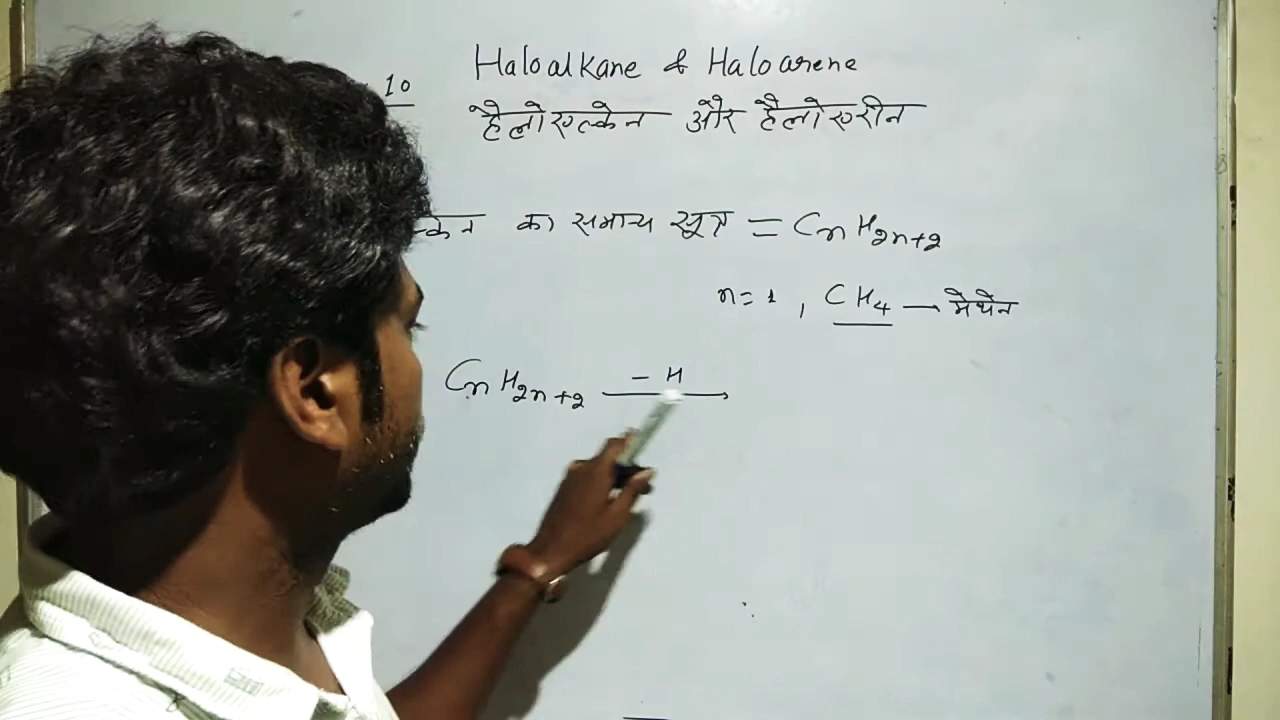 10 Haloalkane & Haloarene
हैलोएल्केन और हैलोएरीन
का समान्य सूत्र = CnH2n+2
n=1, CH4 — मेथेन
CnH2n+2 - H →